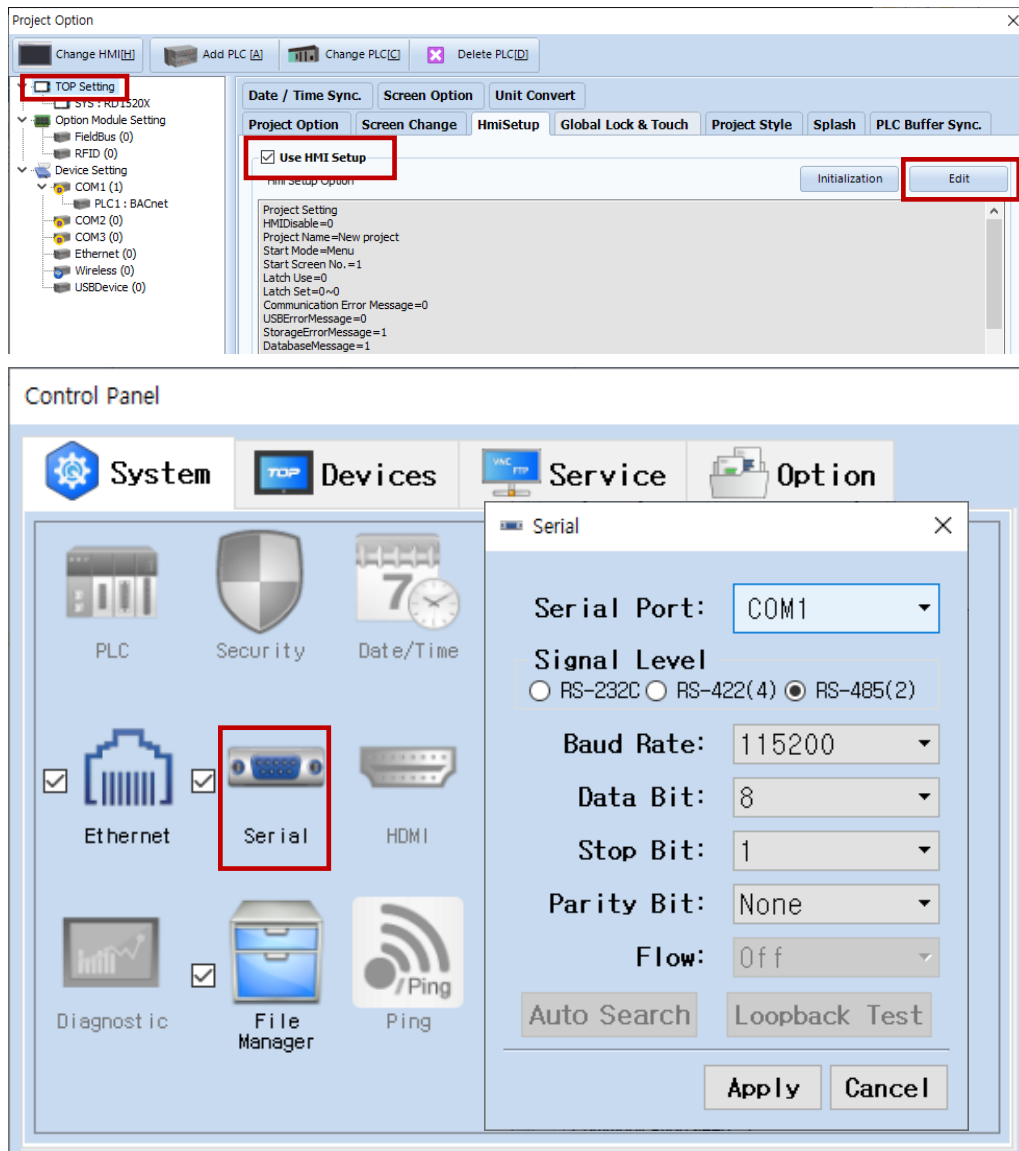 Project Option
Change HMI[H]
Add PLC [A]
Change PLC[C]
Delete PLC[D]
TOP Setting
SYS : RD1520X
Option Module Setting
FieldBus (0)
RFID (0)
Device Setting
COM1 (1)
PLC1 : BACnet
COM2 (0)
COM3 (0)
Ethernet (0)
Wireless (0)
USBDevice (0)
Date / Time Sync.
Screen Option
Unit Convert
Project Option
Screen Change
HmiSetup
Global Lock & Touch
Project Style
Splash
PLC Buffer Sync.
Use HMI Setup
Hmi Setup Option
Initialization
Edit
Project Setting
HMIDisable=0
Project Name=New project
Start Mode=Menu
Start Screen No.=1
Latch Use=0
Latch Set=0~0
Communication Error Message=0
USBErrorMessage=0
StorageErrorMessage=1
DatabaseMessage=1
Control Panel
System
TOP
Devices
VNC
FTP
Service
Option
PLC
Security
7
Date/Time
Ethernet
Serial
HDMI
Diagnostic
File
Manager
/Ping
Ping
Serial
Serial Port: COM1
Signal Level
RS-232C
RS-422(4)
RS-485(2)
Baud Rate: 115200
Data Bit: 8
Stop Bit: 1
Parity Bit: None
Flow: Off
Auto Search
Loopback Test
Apply
Cancel